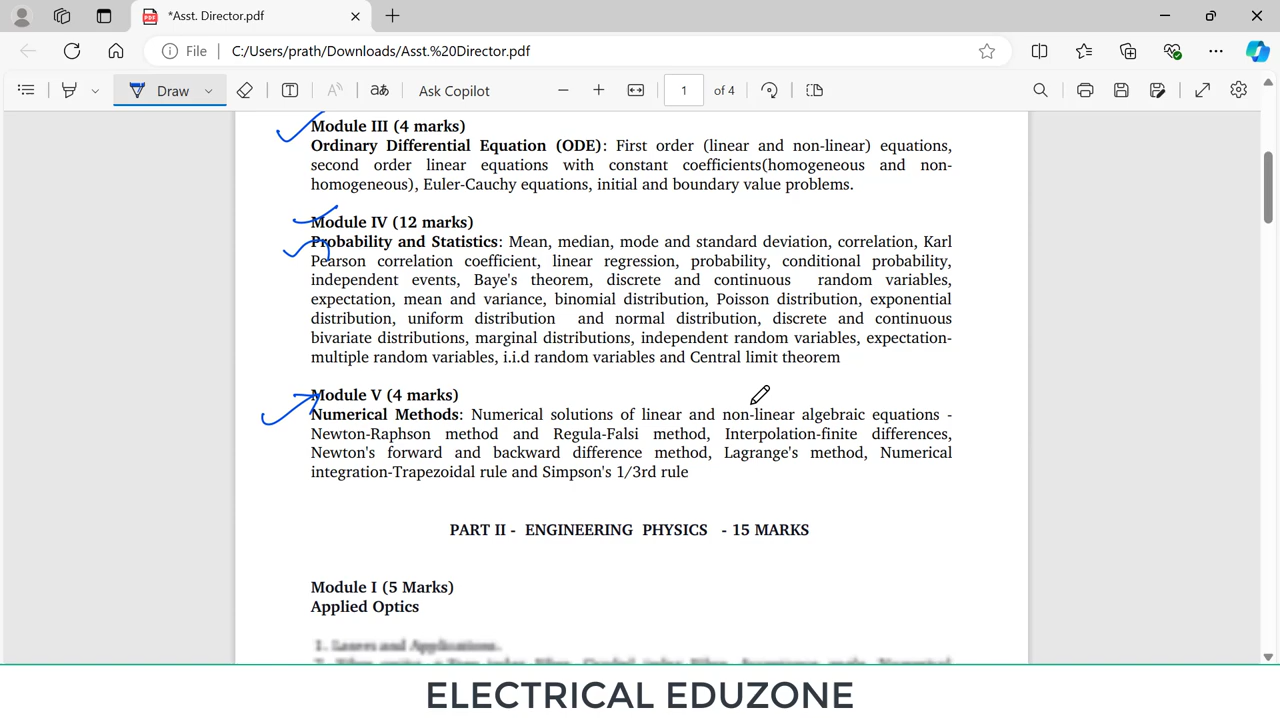 *Asst. Director.pdf
File
C:/Users/prath/Downloads/Asst.%20Director.pdf
Draw
Ask Copilot
1
of 4
Module III (4 marks)
Ordinary Differential Equation (ODE): First order (linear and non-linear) equations,
second order linear equations with constant coefficients(homogeneous and non-
homogeneous), Euler-Cauchy equations, initial and boundary value problems.
Module IV (12 marks)
Probability and Statistics: Mean, median, mode and standard deviation, correlation, Karl
Pearson correlation coefficient, linear regression, probability, conditional probability,
independent events, Baye's theorem, discrete and continuous random variables,
expectation, mean and variance, binomial distribution, Poisson distribution, exponential
distribution, uniform distribution and normal distribution, discrete and continuous
bivariate distributions, marginal distributions, independent random variables, expectation-
multiple random variables, i.i.d random variables and Central limit theorem
Module V (4 marks)
Numerical Methods: Numerical solutions of linear and non-linear algebraic equations -
Newton-Raphson method and Regula-Falsi method, Interpolation-finite differences,
Newton's forward and backward difference method, Lagrange's method, Numerical
integration-Trapezoidal rule and Simpson's 1/3rd rule
PART II - ENGINEERING PHYSICS - 15 MARKS
Module I (5 Marks)
Applied Optics
1. Lasers and Applications.
ELECTRICAL EDUZONE